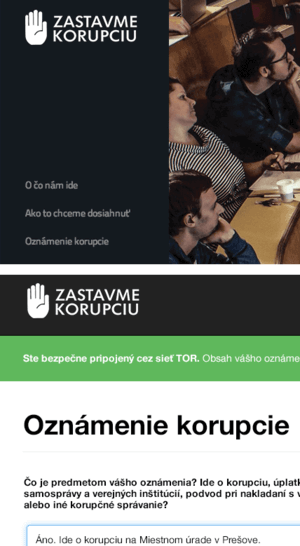 ZASTAVME
KORUPCIU
O čo nám ide
Ako to chceme dosiahnuť
Oznámenie korupcie
ZASTAVME
KORUPCIU
Ste bezpečne pripojený cez sieť TOR. Obsah vášho oznáme
Oznámenie korupcie
Čo je predmetom vášho oznámenia? Ide o korupciu, úplatk
samosprávy a verejných inštitúcií, podvod pri nakladaní s v
alebo iné korupčné správanie?
Áno. Ide o korupciu na Miestnom úrade v Prešove.